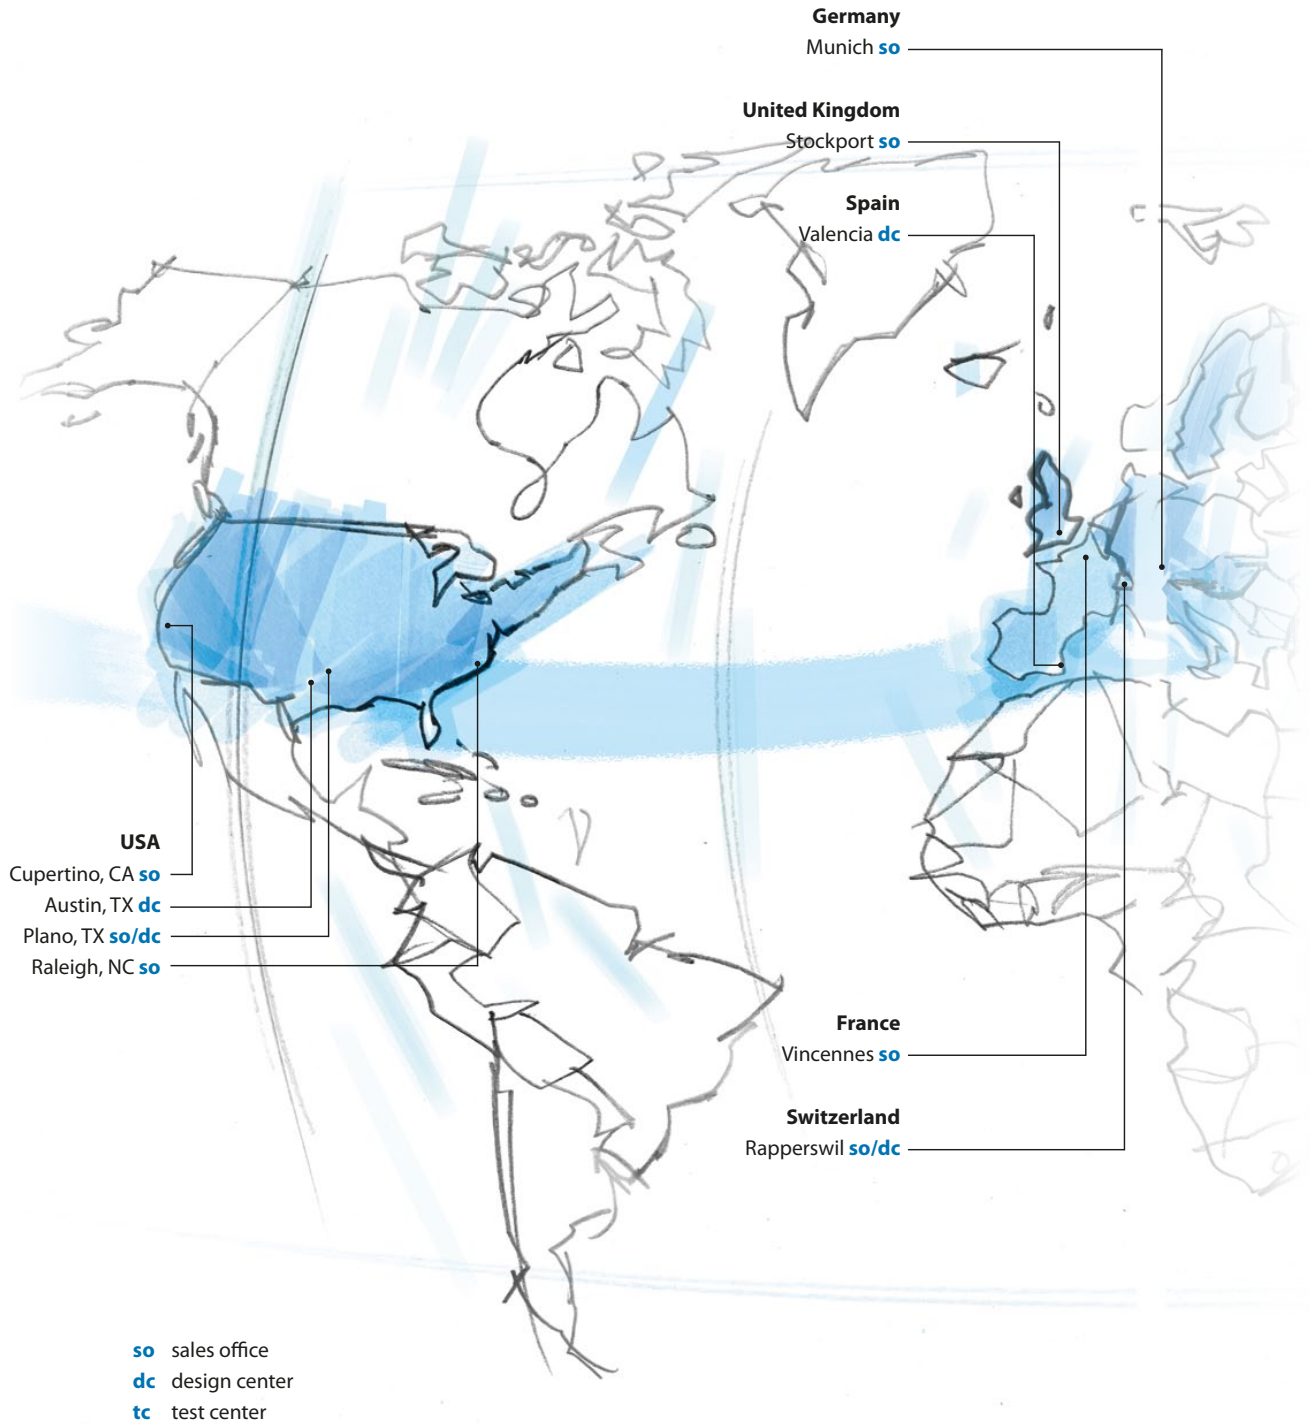 Germany
Munich so
United Kingdom
Stockport so
Spain
Valencia dc
USA
Cupertino, CA so
Austin, TX dc
Plano, TX so/dc
Raleigh, NC so
France
Vincennes so
Switzerland
Rapperswil so/dc
so sales office
dc design center
tc test center